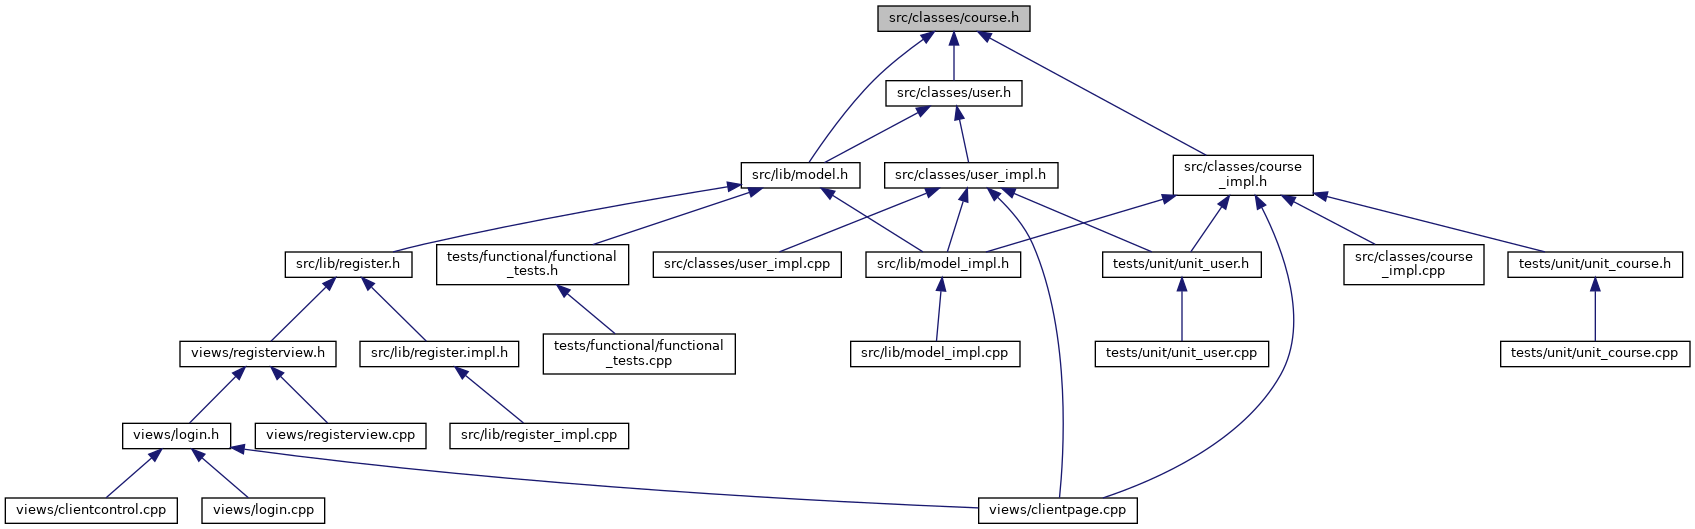 src/classes/course.h
src/classes/user.h
src/lib/model.h
src/classes/user_impl.h
src/classes/course
_impl.h
src/lib/register.h
tests/functional/functional
_tests.h
src/classes/user_impl.cpp
src/lib/model_impl.h
tests/unit/unit_user.h
src/classes/course
_impl.cpp
tests/unit/unit_course.h
views/registerview.h
src/lib/register.impl.h
tests/functional/functional
_tests.cpp
src/lib/model_impl.cpp
tests/unit/unit_user.cpp
tests/unit/unit_course.cpp
views/login.h
views/registerview.cpp
src/lib/register_impl.cpp
views/clientcontrol.cpp
views/login.cpp
views/clientpage.cpp